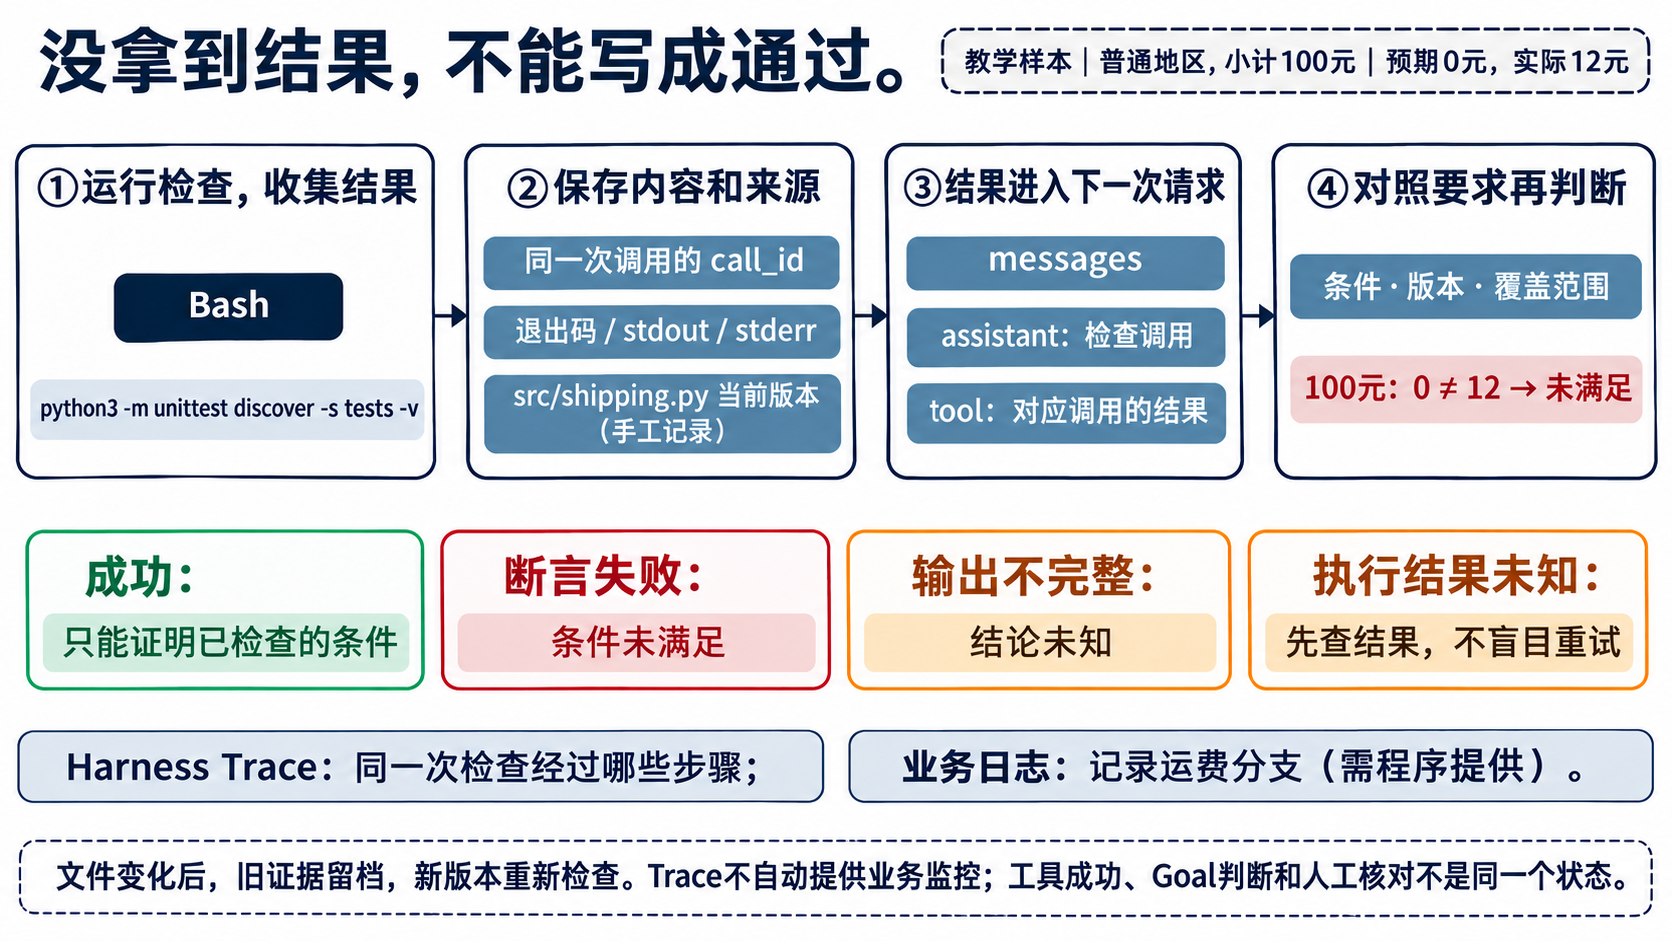 没拿到结果，不能写成通过。
教学样本｜普通地区，小计100元｜预期0元，实际12元
①运行检查，收集结果
Bash
python3 -m unittest discover -s tests -v
②保存内容和来源
同一次调用的 call_id
退出码 / stdout / stderr
src/shipping.py 当前版本
（手工记录）
③结果进入下一次请求
messages
assistant：检查调用
tool：对应调用的结果
④对照要求再判断
条件 · 版本 · 覆盖范围
100元：0 ≠ 12 → 未满足
成功：
只能证明已检查的条件
断言失败：
条件未满足
输出不完整：
结论未知
执行结果未知：
先查结果，不盲目重试
Harness Trace：同一次检查经过哪些步骤；
业务日志：记录运费分支（需程序提供）。
文件变化后，旧证据留档，新版本重新检查。Trace不自动提供业务监控；工具成功、Goal判断和人工核对不是同一个状态。